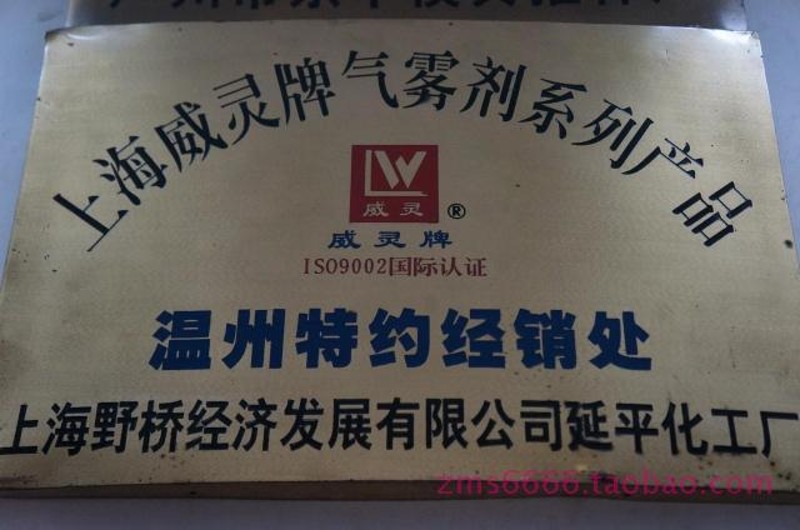 上海威灵牌气雾剂系列产品
LW
威灵®
威灵牌
ISO9002国际认证
温州特约经销处
上海野桥经济发展有限公司延平化工厂
zms6666.taobao.com